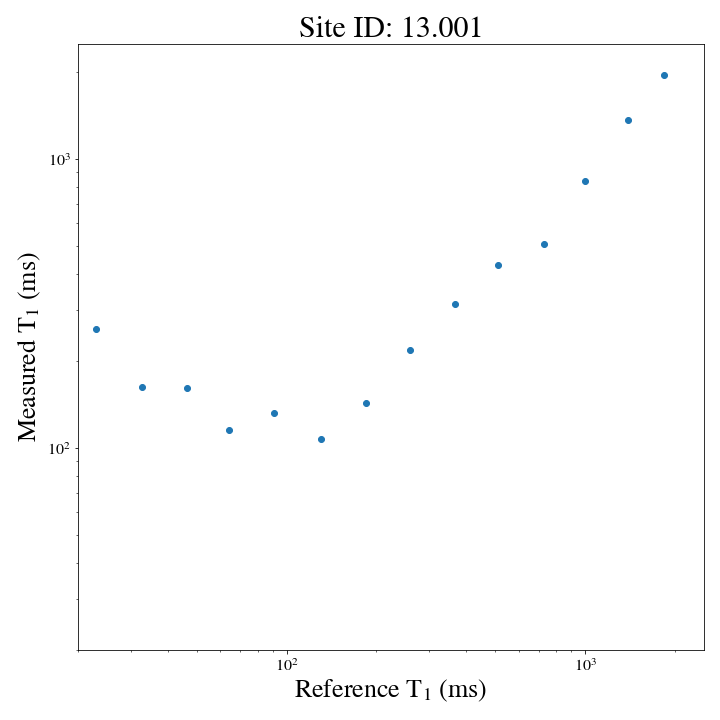 Site ID: 13.001
Measured T₁ (ms)
10³
10²
10² 10³
Reference T₁ (ms)